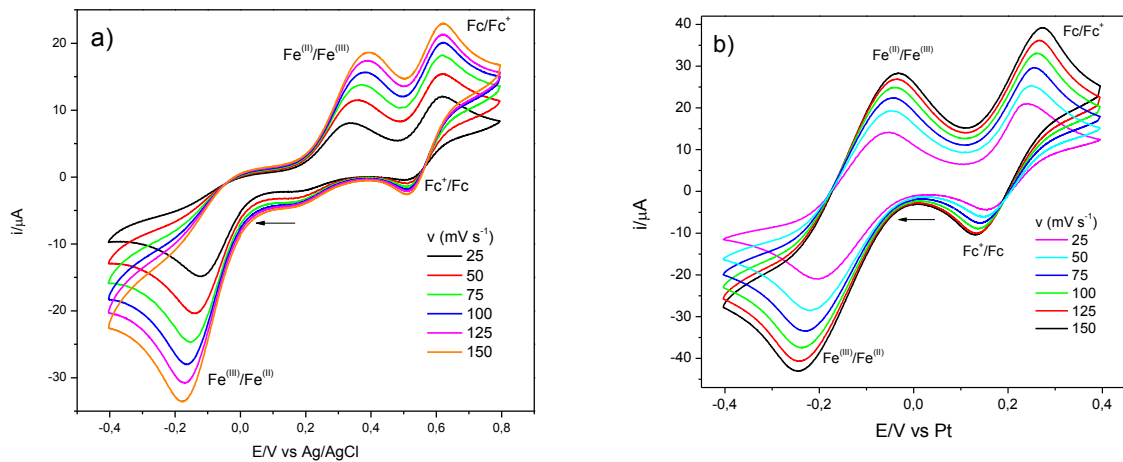 a)
Fe(II)/Fe(III)
Fc/Fc+
Fc+/Fc
Fe(III)/Fe(II)
v (mV s-1)
25
50
75
100
125
150
i/μA
20
10
0
-10
-20
-30
-0,4 -0,2 0,0 0,2 0,4 0,6 0,8
E/V vs Ag/AgCl
b)
Fe(II)/Fe(III)
Fc/Fc+
Fc+/Fc
Fe(III)/Fe(II)
v (mV s-1)
25
50
75
100
125
150
i/μA
40
30
20
10
0
-10
-20
-30
-40
-0,4 -0,2 0,0 0,2 0,4
E/V vs Pt